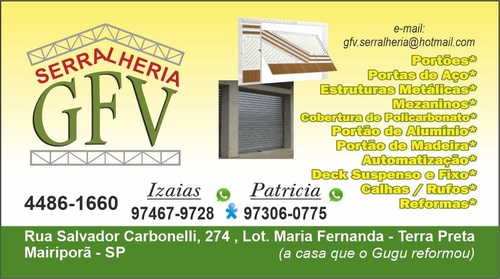 SERRALHERIA
GFV
e-mail:
gfv.serralheria@hotmail.com
Portões*
Portas de Aço*
Estruturas Metálicas*
Mezaninos*
Cobertura de Policarbonato*
Portão de Alumínio*
Portão de Madeira*
Automatização*
Deck Suspenso e Fixo*
Calhas / Rufos*
Reformas*
Izaias Patricia
4486-1660 97467-9728 97306-0775
Rua Salvador Carbonelli, 274 , Lot. Maria Fernanda - Terra Preta
Mairiporã - SP (a casa que o Gugu reformou)